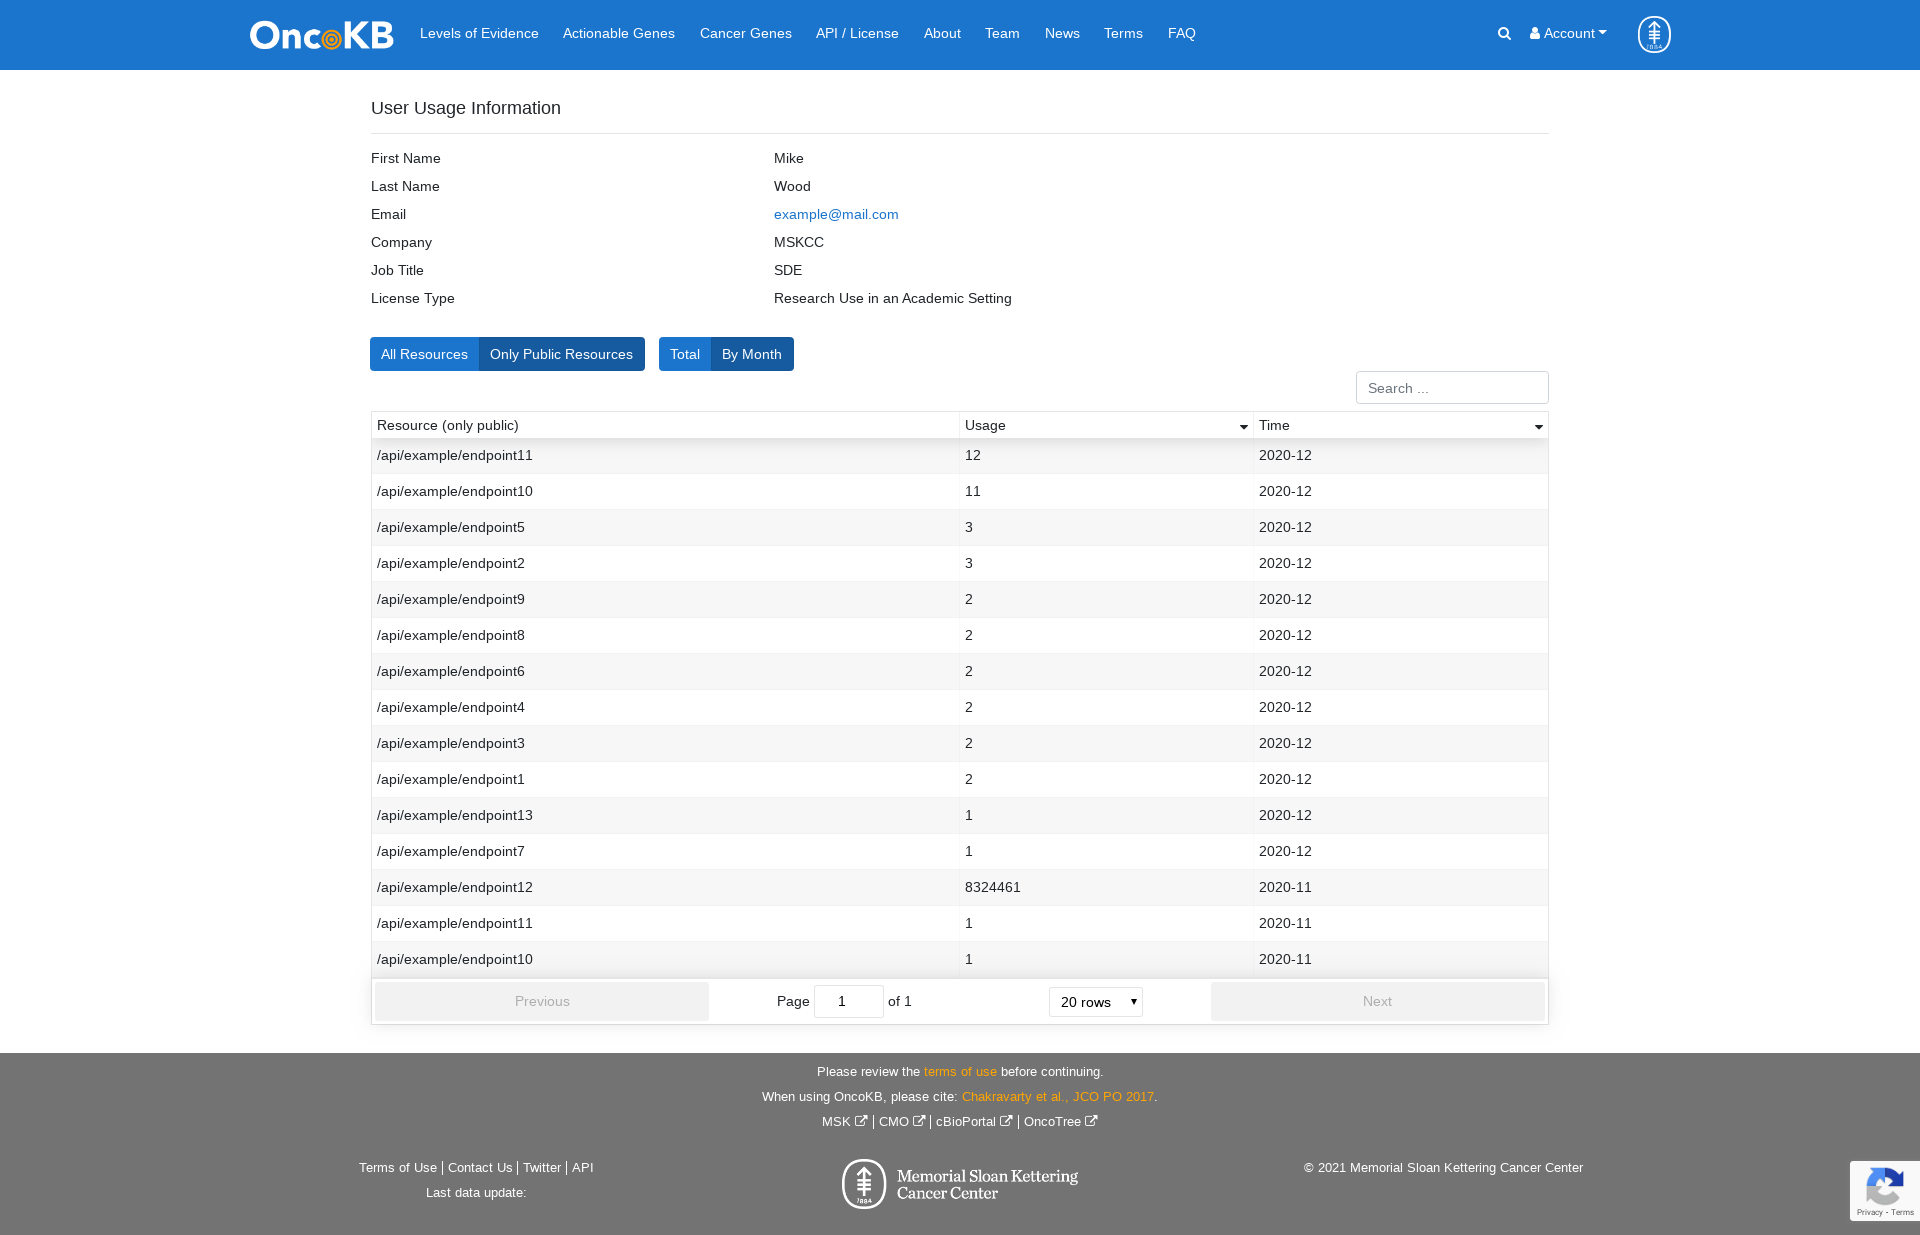 OncoKB Levels of Evidence Actionable Genes Cancer Genes API / License About Team News Terms FAQ Account 1884
User Usage Information
First Name Mike
Last Name Wood
Email example@mail.com
Company MSKCC
Job Title SDE
License Type Research Use in an Academic Setting
All Resources Only Public Resources Total By Month
Search ...
Resource (only public) Usage Time
/api/example/endpoint11 12 2020-12
/api/example/endpoint10 11 2020-12
/api/example/endpoint5 3 2020-12
/api/example/endpoint2 3 2020-12
/api/example/endpoint9 2 2020-12
/api/example/endpoint8 2 2020-12
/api/example/endpoint6 2 2020-12
/api/example/endpoint4 2 2020-12
/api/example/endpoint3 2 2020-12
/api/example/endpoint1 2 2020-12
/api/example/endpoint13 1 2020-12
/api/example/endpoint7 1 2020-12
/api/example/endpoint12 8324461 2020-11
/api/example/endpoint11 1 2020-11
/api/example/endpoint10 1 2020-11
Previous Page 1 of 1 20 rows Next
Please review the terms of use before continuing.
When using OncoKB, please cite: Chakravarty et al., JCO PO 2017.
MSK | CMO | cBioPortal | OncoTree
Terms of Use | Contact Us | Twitter | API
Last data update:
1884
Memorial Sloan Kettering
Cancer Center
© 2021 Memorial Sloan Kettering Cancer Center
Privacy - Terms